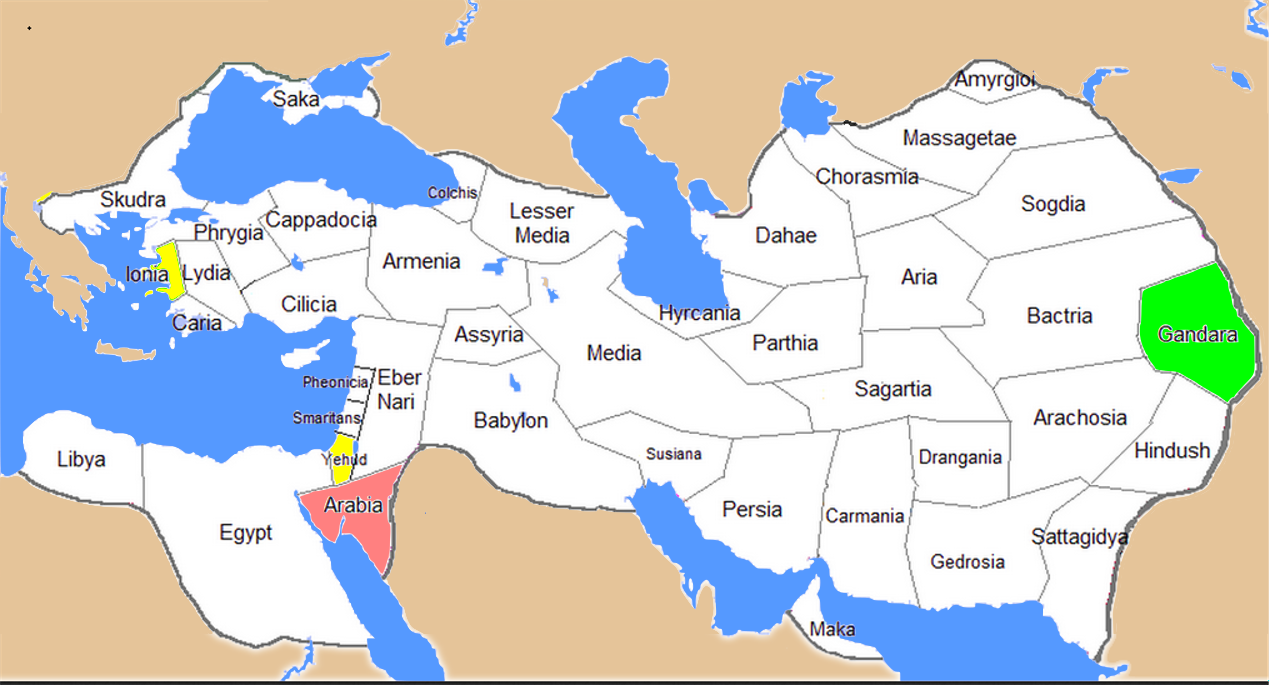 Amyrgioi
Saka
Massetae
Chorasmia
Skudra
Colchis
Sogdia
Lesser
Media
Cappadocia
Phrygia
Dahae
Armenia
Ionia
Lydia
Aria
Cilicia
Hyrcania
Bactria
Caria
Assyria
Gandara
Parthia
Media
Pheonicia
Eber
Nari
Sagartia
Smaritans
Babylon
Arachosia
Hindush
Libya
Yehud
Susiana
Drangania
Arabia
Persia
Carmania
Egypt
Sattagidya
Gedrosia
Maka